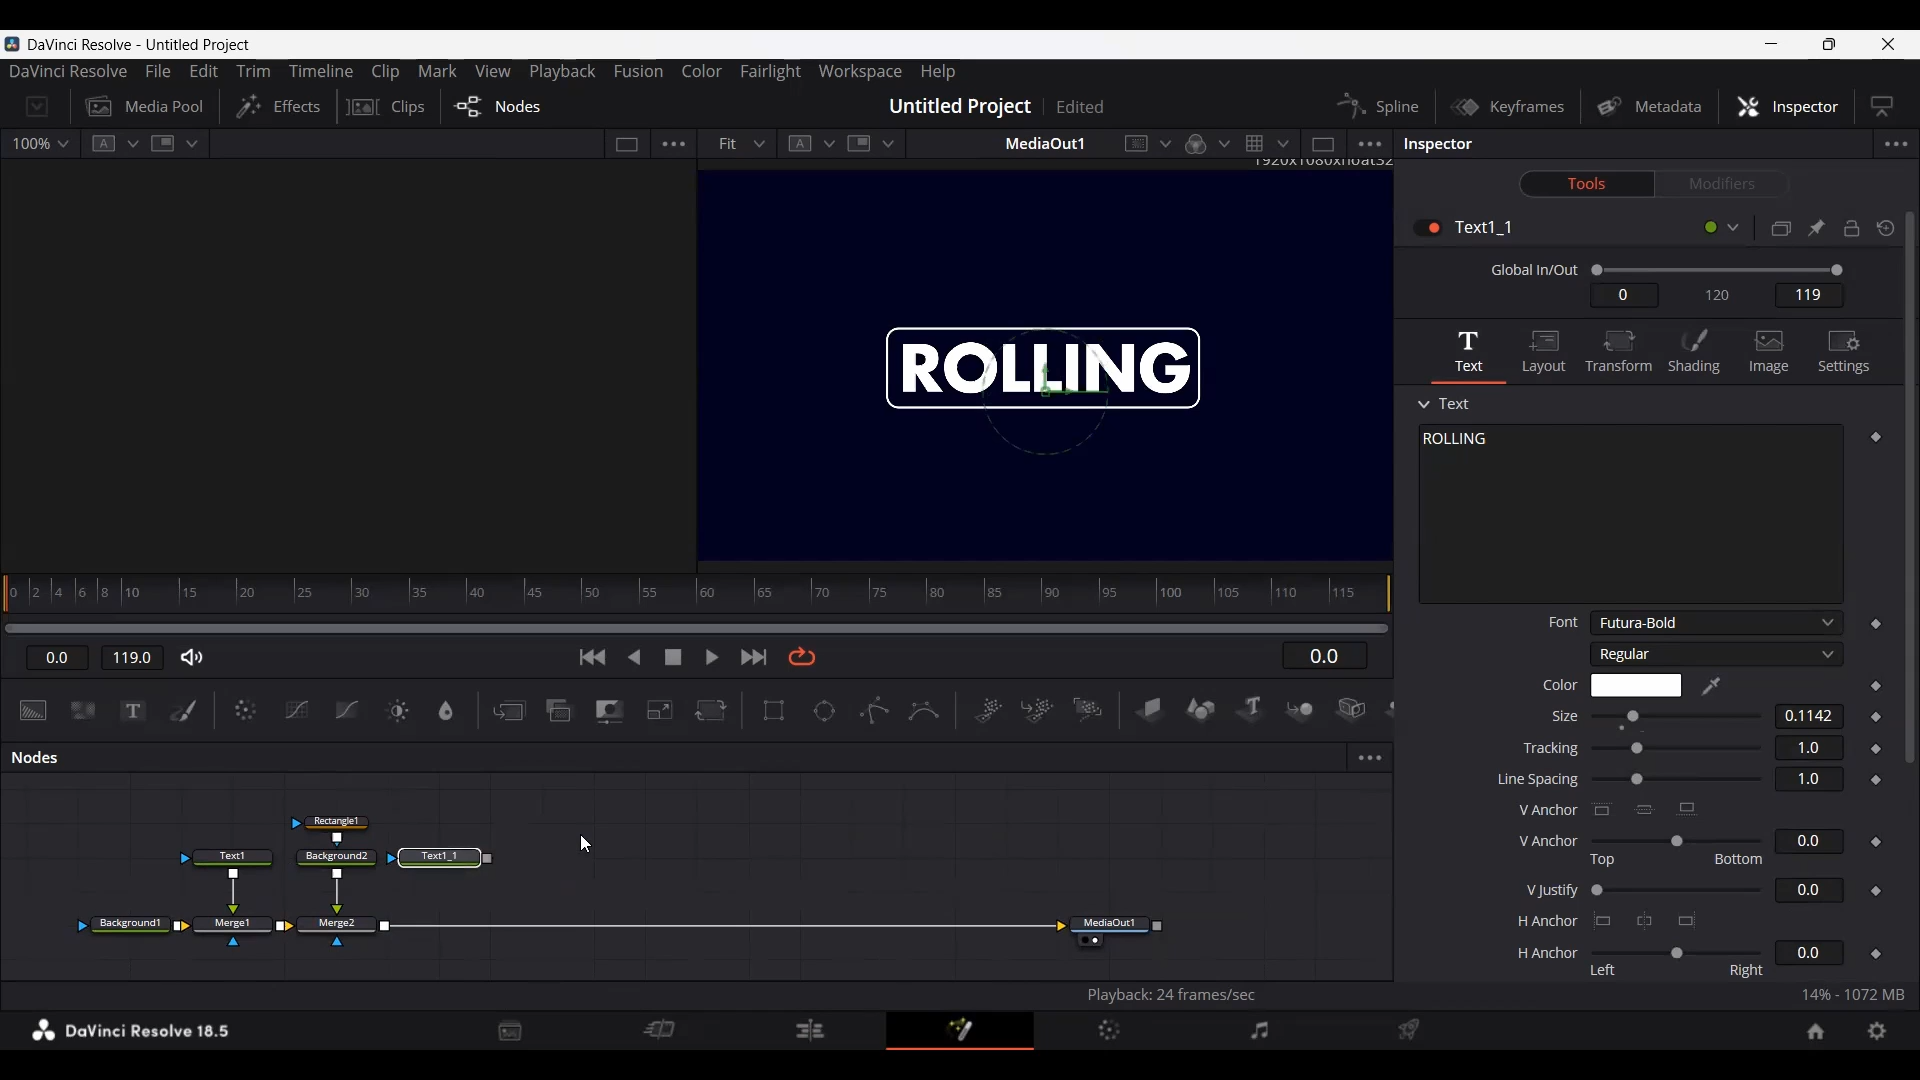 DaVinci Resolve - Untitled Project
DaVinci Resolve File Edit Trim Timeline Clip Mark View Playback Fusion Color Fairlight Workspace Help
Media Pool Effects Clips Nodes Untitled Project Edited Spline Keyframes Metadata Inspector
100% A Fit A MediaOut1 Inspector
1920x1080xfloat32
Tools Modifiers
Text1_1
Global In/Out
0 120 119
Text Layout Transform Shading Image Settings
Text
ROLLING
ROLLING
0 2 4 6 8 10 15 20 25 30 35 40 45 50 55 60 65 70 75 80 85 90 95 100 105 110 115
Font Futura-Bold
Regular
0.0 119.0 0.0
Color
Size 0.1142
Tracking 1.0
Line Spacing 1.0
V Anchor
V Anchor 0.0
Top Bottom
V Justify 0.0
H Anchor
H Anchor 0.0
Left Right
Nodes
Rectangle1
Text1 Background2 Text1_1
Background1 Merge1 Merge2 MediaOut1
Playback: 24 frames/sec 14% - 1072 MB
DaVinci Resolve 18.5